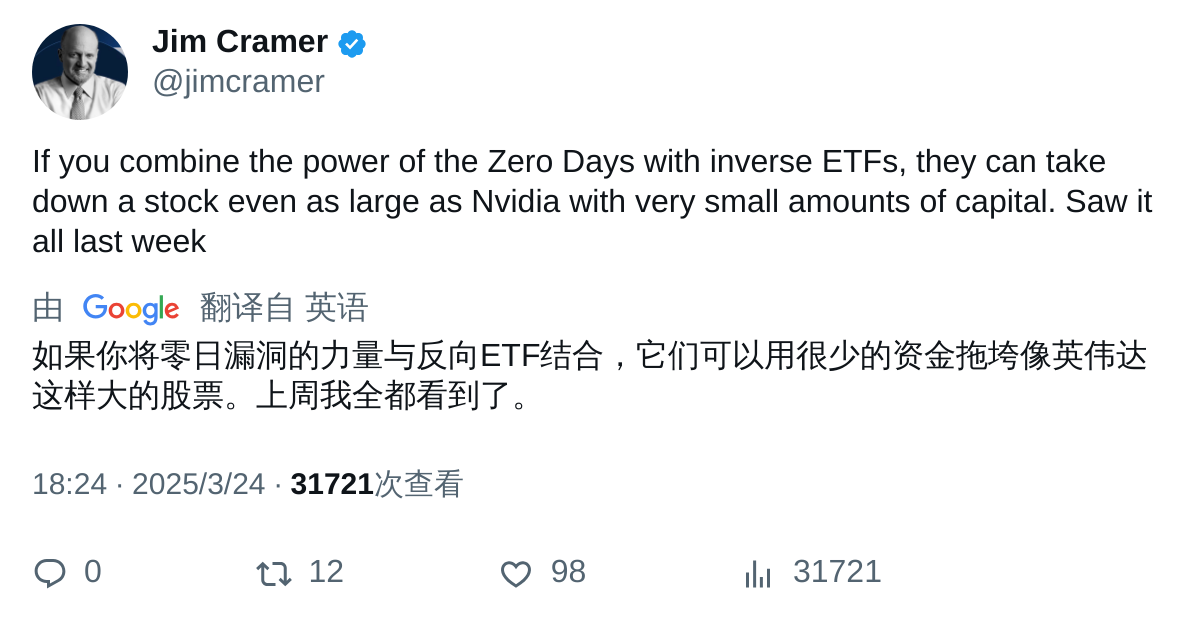 Jim Cramer
@jimcramer
If you combine the power of the Zero Days with inverse ETFs, they can take
down a stock even as large as Nvidia with very small amounts of capital. Saw it
all last week
由 Google 翻译自 英语
如果你将零日漏洞的力量与反向ETF结合，它们可以用很少的资金拖垮像英伟达
这样大的股票。上周我全都看到了。
18:24 · 2025/3/24 · 31721次查看
0 12 98 31721